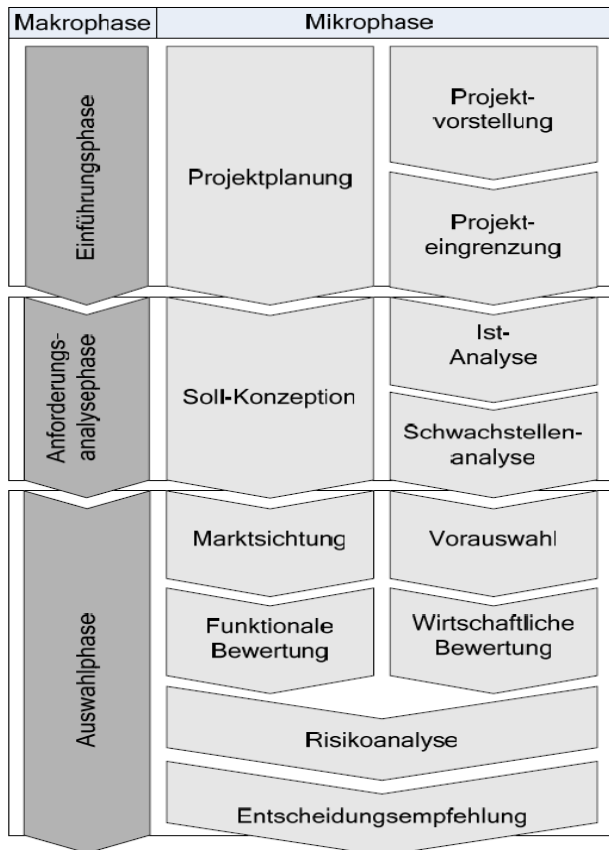 Makrophase
Mikrophase
Einführungsphase
Projektplanung
Projekt-
vorstellung
Projekt-
eingrenzung
Anforderungs-
analysephase
Soll-Konzeption
Ist-
Analyse
Schwachstellen-
analyse
Auswahlphase
Marktsichtung
Vorauswahl
Funktionale
Bewertung
Wirtschaftliche
Bewertung
Risikoanalyse
Entscheidungsempfehlung